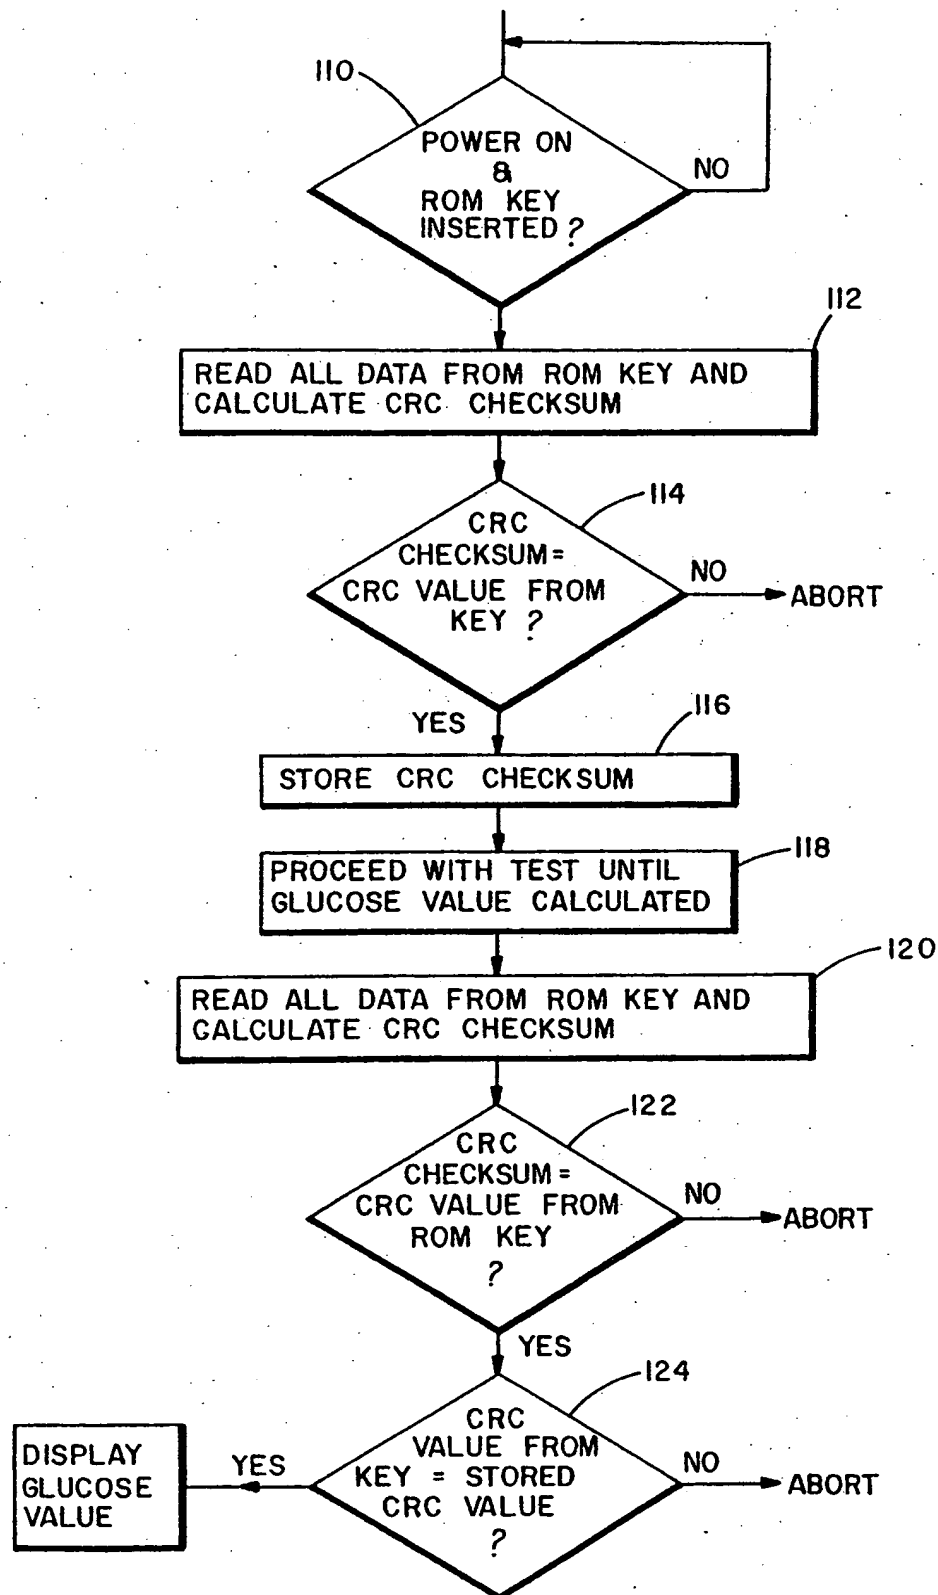 110
POWER ON
&
ROM KEY
INSERTED ?
NO
112
READ ALL DATA FROM ROM KEY AND
CALCULATE CRC CHECKSUM
114
CRC
CHECKSUM =
CRC VALUE FROM
KEY ?
NO
ABORT
YES
116
STORE CRC CHECKSUM
118
PROCEED WITH TEST UNTIL
GLUCOSE VALUE CALCULATED
120
READ ALL DATA FROM ROM KEY AND
CALCULATE CRC CHECKSUM
122
CRC
CHECKSUM =
CRC VALUE FROM
ROM KEY
?
NO
ABORT
YES
124
CRC
VALUE FROM
KEY = STORED
CRC VALUE
?
NO
ABORT
YES
DISPLAY
GLUCOSE
VALUE